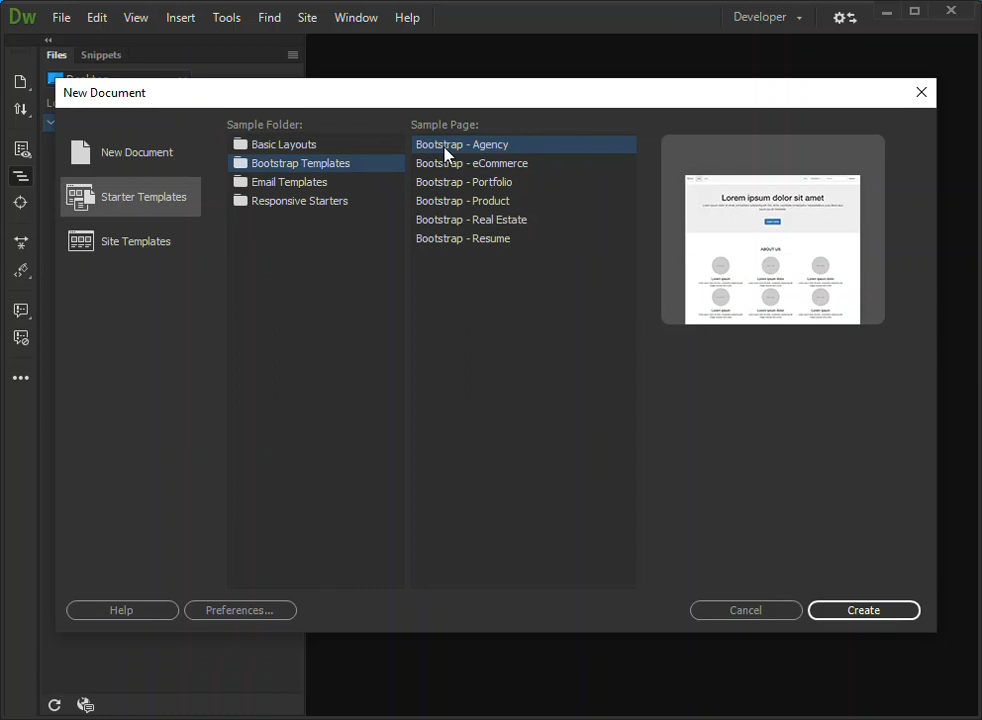 Dw File Edit View Insert Tools Find Site Window Help Developer
Files Snippets
New Document
Sample Folder: Sample Page:
New Document
Starter Templates
Site Templates
Basic Layouts
Bootstrap Templates
Email Templates
Responsive Starters
Bootstrap - Agency
Bootstrap - eCommerce
Bootstrap - Portfolio
Bootstrap - Product
Bootstrap - Real Estate
Bootstrap - Resume
Lorem ipsum dolor sit amet
ABOUT US
Help Preferences... Cancel Create